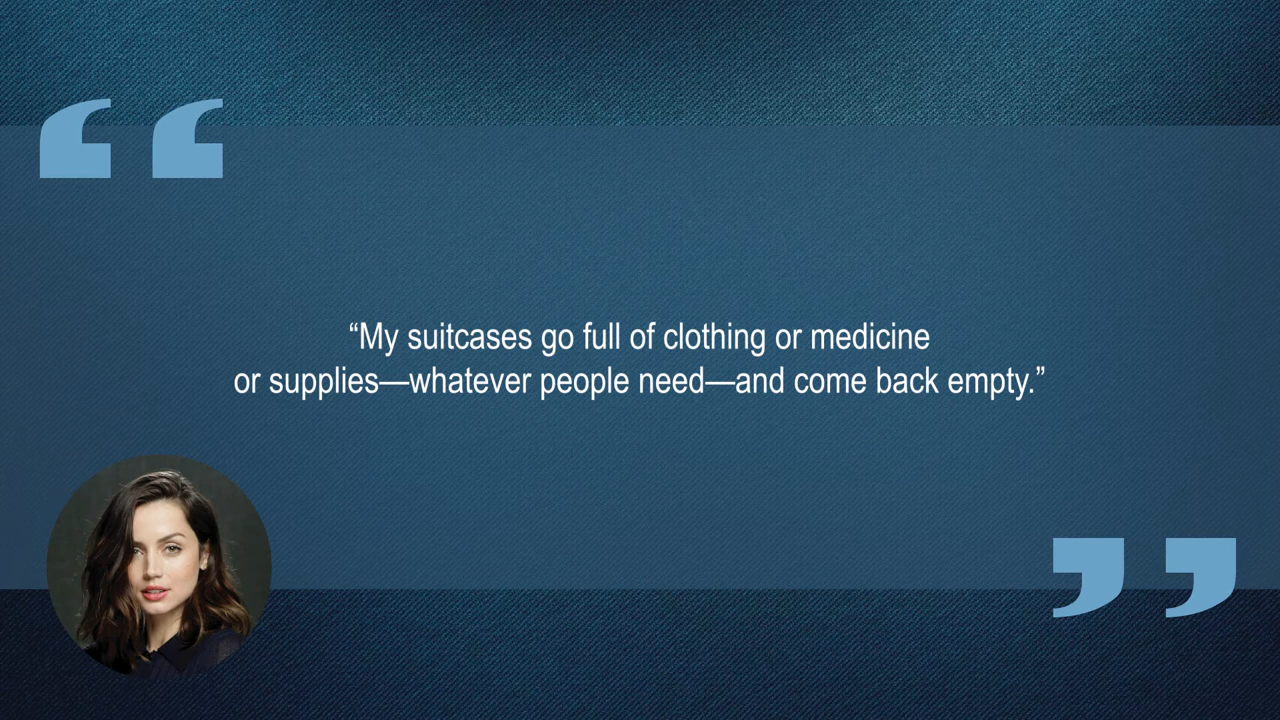 “My suitcases go full of clothing or medicine
or supplies—whatever people need—and come back empty.”